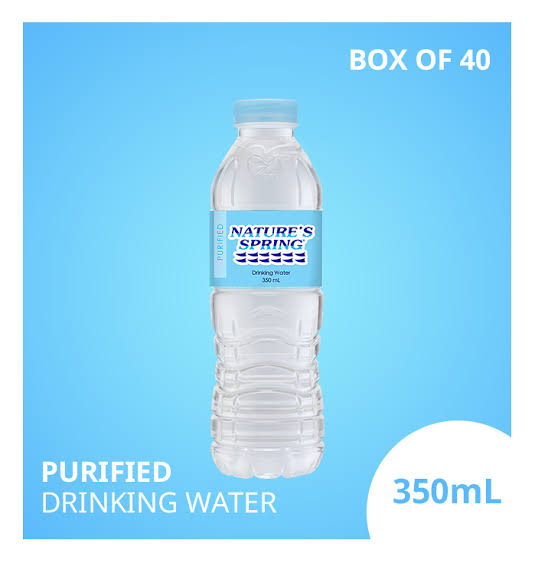 BOX OF 40
PURIFIED
NATURE'S
SPRING
Drinking Water
350 mL
PURIFIED
DRINKING WATER
350mL